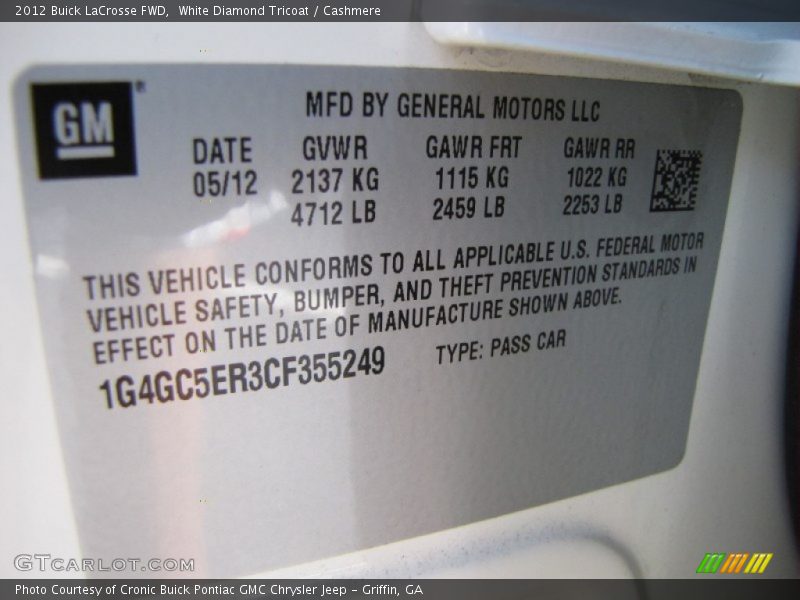 2012 Buick LaCrosse FWD, White Diamond Tricoat / Cashmere
GM®
MFD BY GENERAL MOTORS LLC
DATE GVWR GAWR FRT GAWR RR
05/12 2137 KG 1115 KG 1022 KG
4712 LB 2459 LB 2253 LB
THIS VEHICLE CONFORMS TO ALL APPLICABLE U.S. FEDERAL MOTOR
VEHICLE SAFETY, BUMPER, AND THEFT PREVENTION STANDARDS IN
EFFECT ON THE DATE OF MANUFACTURE SHOWN ABOVE.
1G4GC5ER3CF355249 TYPE: PASS CAR
GTCARLOT.COM
Photo Courtesy of Cronic Buick Pontiac GMC Chrysler Jeep - Griffin, GA